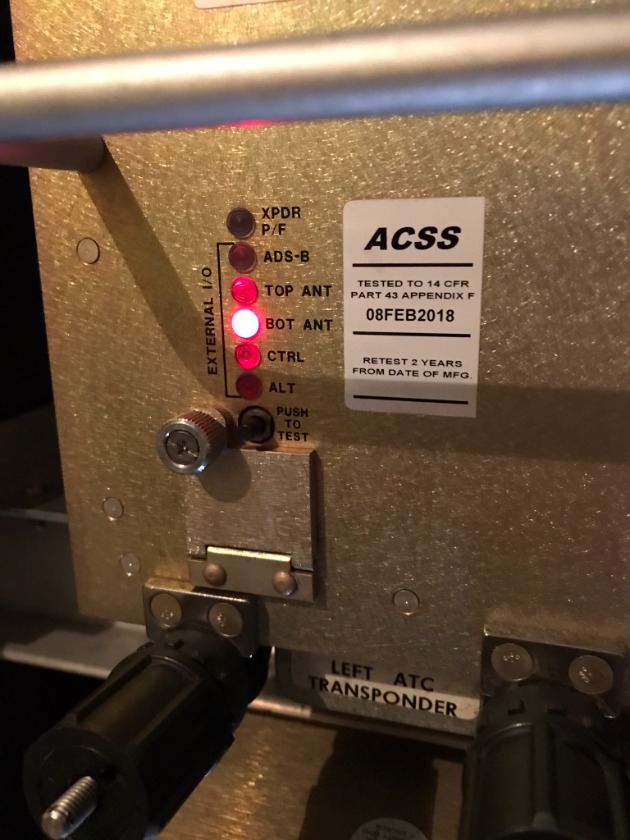 XPDR
P/F
ADS-B
TOP ANT
BOT ANT
CTRL
ALT
EXTERNAL I/O
PUSH
TO
TEST
ACSS
TESTED TO 14 CFR
PART 43 APPENDIX F
08FEB2018
RETEST 2 YEARS
FROM DATE OF MFG.
LEFT ATC
TRANSPONDER